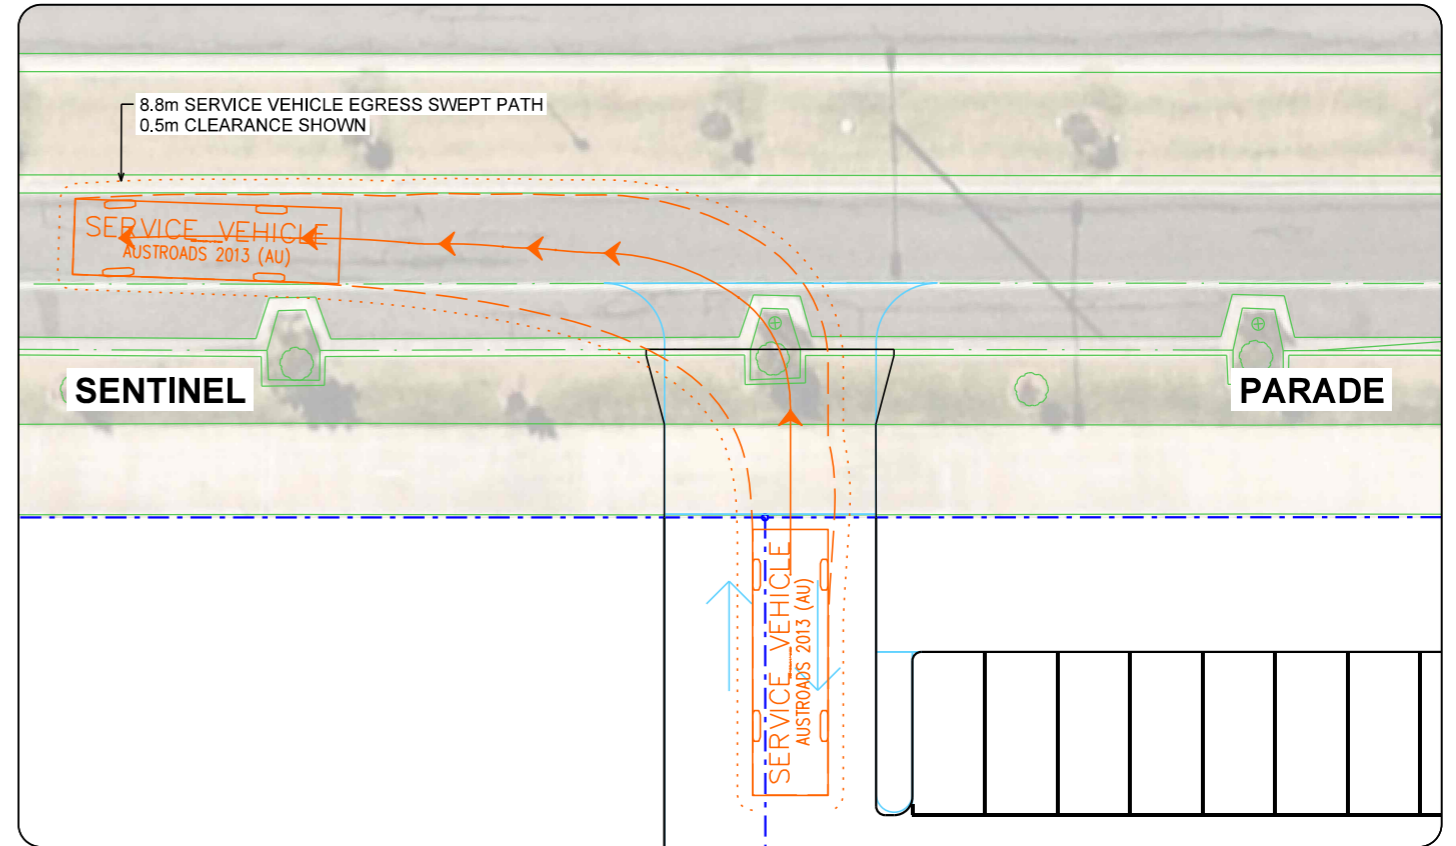 8.8m SERVICE VEHICLE EGRESS SWEPT PATH
0.5m CLEARANCE SHOWN
SERVICE VEHICLE
AUSTROADS 2013 (AU)
SENTINEL
PARADE
SERVICE VEHICLE
AUSTROADS 2013 (AU)